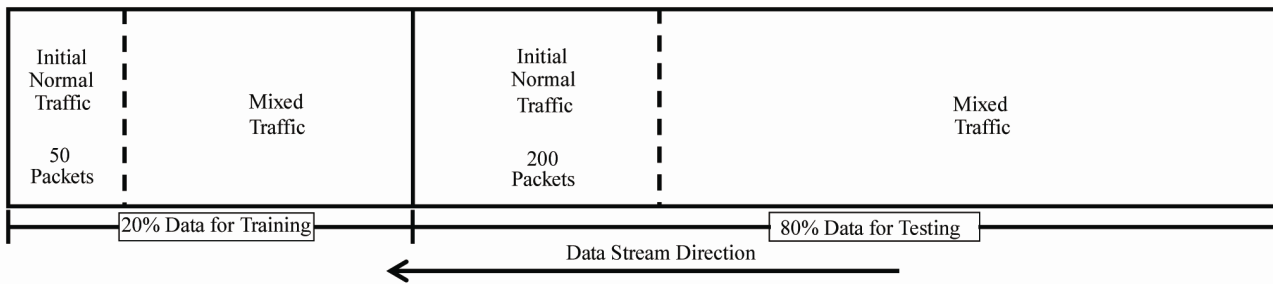 Initial
Normal
Traffic
50
Packets
Mixed
Traffic
Initial
Normal
Traffic
200
Packets
Mixed
Traffic
20% Data for Training
80% Data for Testing
Data Stream Direction